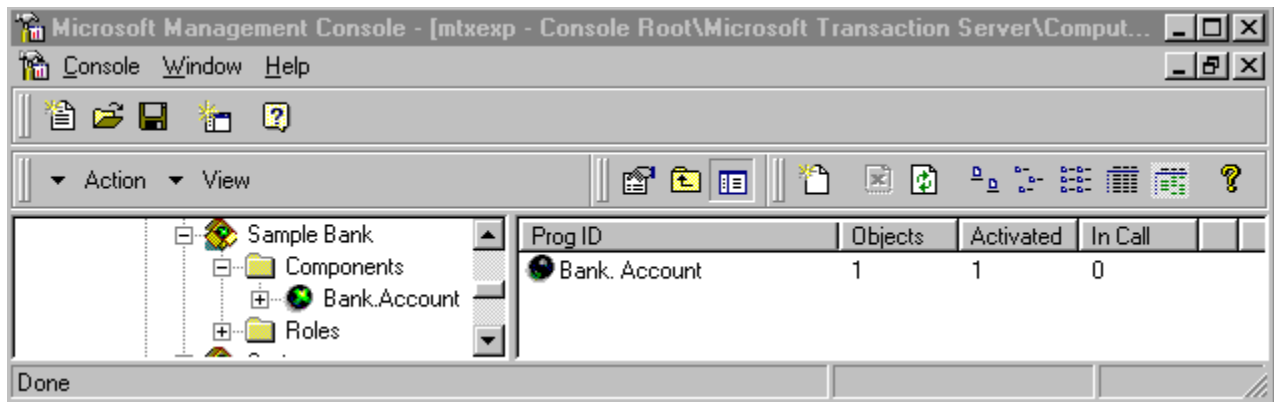 Microsoft Management Console - [mtxexp - Console Root\Microsoft Transaction Server\Comput...
Console Window Help
Action View
Sample Bank
Components
Bank.Account
Roles
Prog ID Objects Activated In Call
Bank. Account 1 1 0
Done